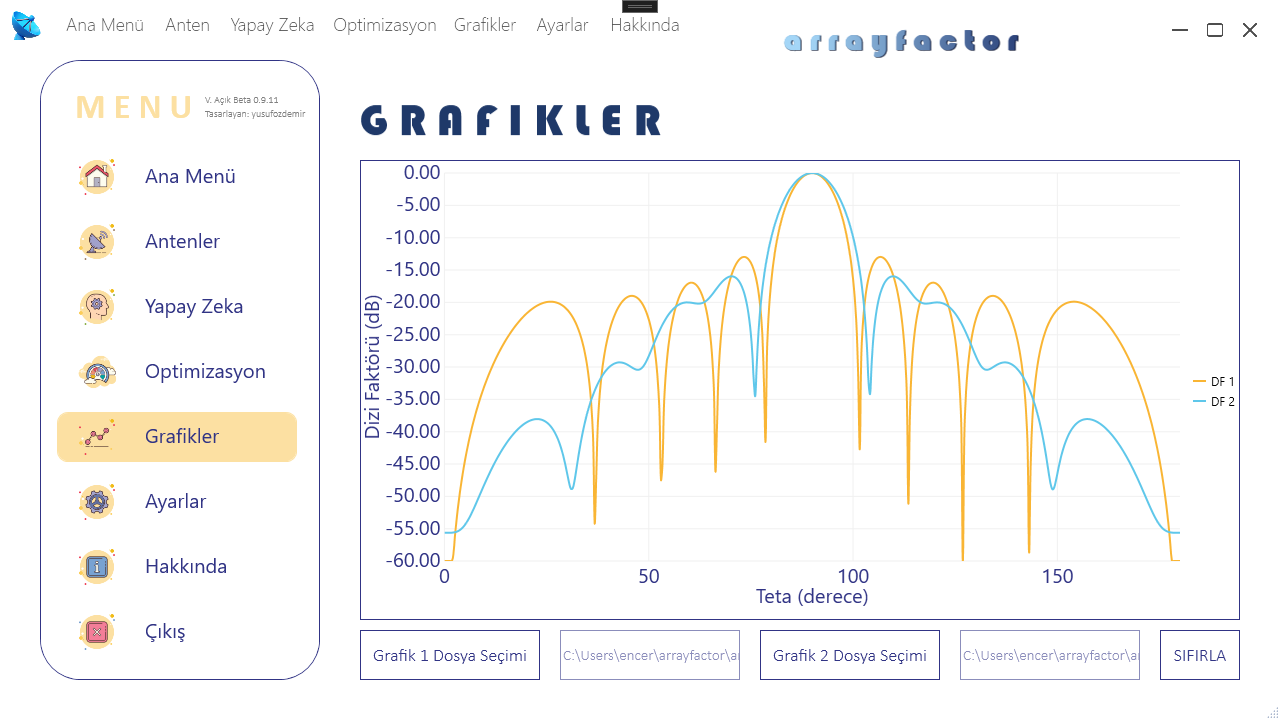 Ana Menü Anten Yapay Zeka Optimizasyon Grafikler Ayarlar Hakkında
arrayfactor
MENU
V. Açık Beta 0.9.11
Tasarlayan: yusufozdemir
Ana Menü
Antenler
Yapay Zeka
Optimizasyon
Grafikler
Ayarlar
Hakkında
Çıkış
GRAFIKLER
0.00
-5.00
-10.00
-15.00
-20.00
-25.00
-30.00
-35.00
-40.00
-45.00
-50.00
-55.00
-60.00
Dizi Faktörü (dB)
0 50 100 150
Teta (derece)
DF 1
DF 2
Grafik 1 Dosya Seçimi
C:\Users\encer\arrayfactor\ar
Grafik 2 Dosya Seçimi
C:\Users\encer\arrayfactor\ar
SIFIRLA